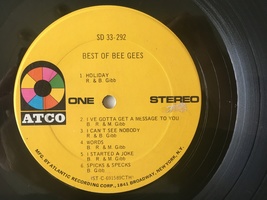 SD 33-292
BEST OF BEE GEES
1 HOLIDAY
R. & B. Gibb
ONE
STEREO
ATCO
2 I'VE GOTTA GET A MESSAGE TO YOU
B. R. & M. Gibb
3 I CAN'T SEE NOBODY
R. & B. Gibb
4 WORDS
B. R. & M. Gibb
5 I STARTED A JOKE
B. R. & M. Gibb
6 SPICKS & SPECKS
B. Gibb
MFG. BY ATLANTIC RECORDING CORP., 1841 BROADWAY, NEW YORK, N.Y.